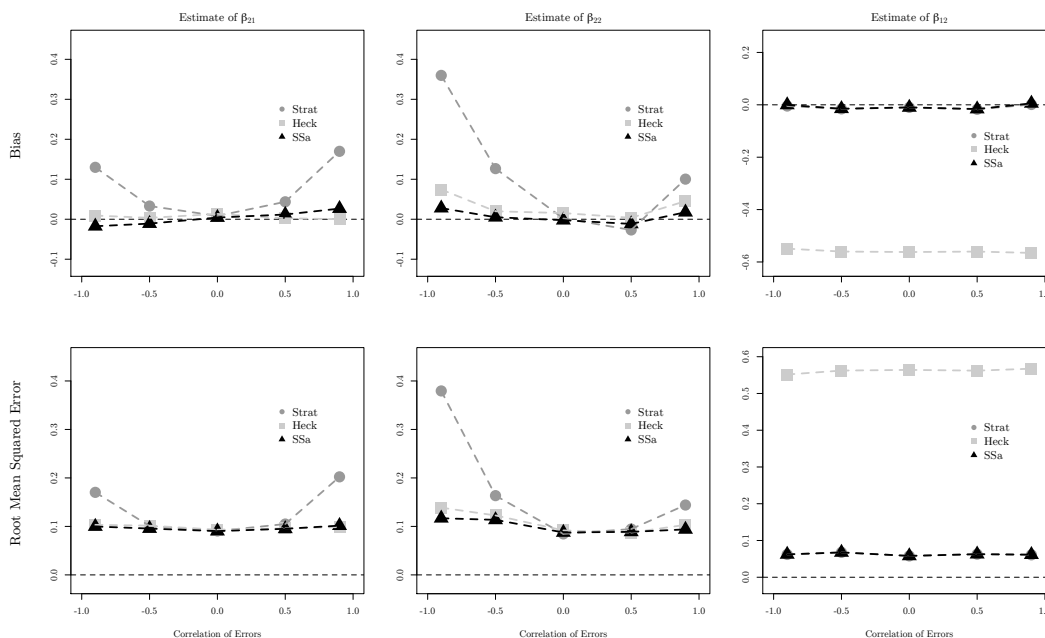 Estimate of β21
Estimate of β22
Estimate of β12
Bias
0.4
0.3
0.2
0.1
0.0
-0.1
Strat
Heck
SSa
-1.0 -0.5 0.0 0.5 1.0
0.4
0.3
0.2
0.1
0.0
-0.1
Strat
Heck
SSa
-1.0 -0.5 0.0 0.5 1.0
0.2
0.0
-0.2
-0.4
-0.6
Strat
Heck
SSa
-1.0 -0.5 0.0 0.5 1.
Root Mean Squared Error
0.4
0.3
0.2
0.1
0.0
Strat
Heck
SSa
-1.0 -0.5 0.0 0.5 1.0
Correlation of Errors
0.4
0.3
0.2
0.1
0.0
Strat
Heck
SSa
-1.0 -0.5 0.0 0.5 1.0
Correlation of Errors
0.6
0.5
0.4
0.3
0.2
0.1
0.0
Strat
Heck
SSa
-1.0 -0.5 0.0 0.5 1.
Correlation of Errors